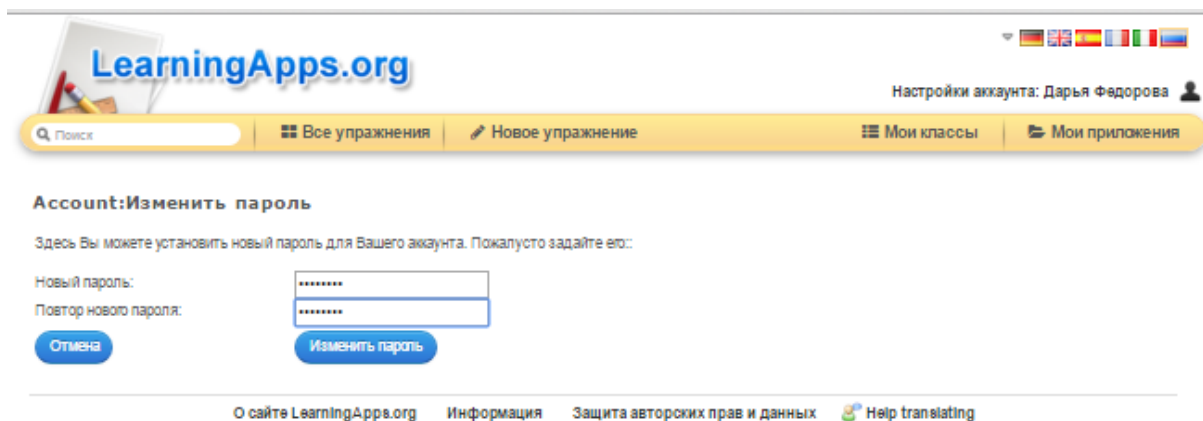 LearningApps.org
Настройки аккаунта: Дарья Федорова
Поиск
Все упражнения
Новое упражнение
Мои классы
Мои приложения
Account:Изменить пароль
Здесь Вы можете установить новый пароль для Вашего аккаунта. Пожалусто задайте его::
Новый пароль: ••••••••
Повтор нового пароля: ••••••••
Отмена
Изменить пароль
О сайте LearningApps.org
Информация
Защита авторских прав и данных
Help translating